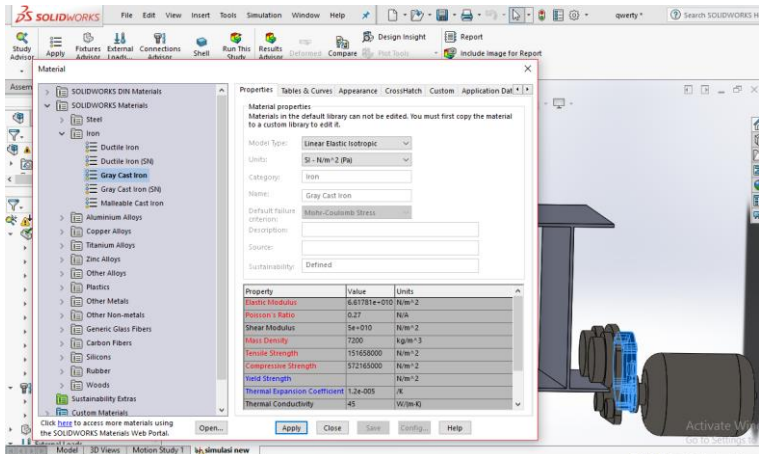 SOLIDWORKS File Edit View Insert Tools Simulation Window Help qwerty * Search SOLIDWORKS H
Study Advisor Apply Fixtures Advisor External Loads... Connections Advisor Shell Run This Study Results Advisor Deformed Compare Design Insight Plot Tools Report Include Image for Report
Material
Assem
SOLIDWORKS DIN Materials
SOLIDWORKS Materials
Steel
Iron
Ductile Iron
Ductile Iron (SN)
Gray Cast Iron
Gray Cast Iron (SN)
Malleable Cast Iron
Aluminium Alloys
Copper Alloys
Titanium Alloys
Zinc Alloys
Other Alloys
Plastics
Other Metals
Other Non-metals
Generic Glass Fibers
Carbon Fibers
Silicons
Rubber
Woods
Sustainability Extras
Custom Materials
Properties Tables & Curves Appearance CrossHatch Custom Application Dat
Material properties
Materials in the default library can not be edited. You must first copy the material
to a custom library to edit it.
Model Type: Linear Elastic Isotropic
Units: SI - N/m^2 (Pa)
Category: Iron
Name: Gray Cast Iron
Default failure criterion: Mohr-Coulomb Stress
Description:
Source:
Sustainability: Defined
Property Value Units
Elastic Modulus 6.61781e+010 N/m^2
Poisson's Ratio 0.27 N/A
Shear Modulus 5e+010 N/m^2
Mass Density 7200 kg/m^3
Tensile Strength 151658000 N/m^2
Compressive Strength 572165000 N/m^2
Yield Strength N/m^2
Thermal Expansion Coefficient 1.2e-005 /K
Thermal Conductivity 45 W/(m·K)
Click here to access more materials using
the SOLIDWORKS Materials Web Portal.
Open... Apply Close Save Config... Help
External Loads
Activate Win
Go to Settings t
Model 3D Views Motion Study 1 simulasi new